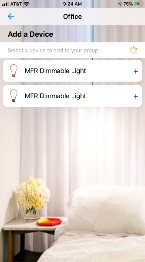 AT&T 9:24 AM 75%
Office
Add a Device
Select a device to add to your group
MFR Dimmable Light +
MFR Dimmable Light +